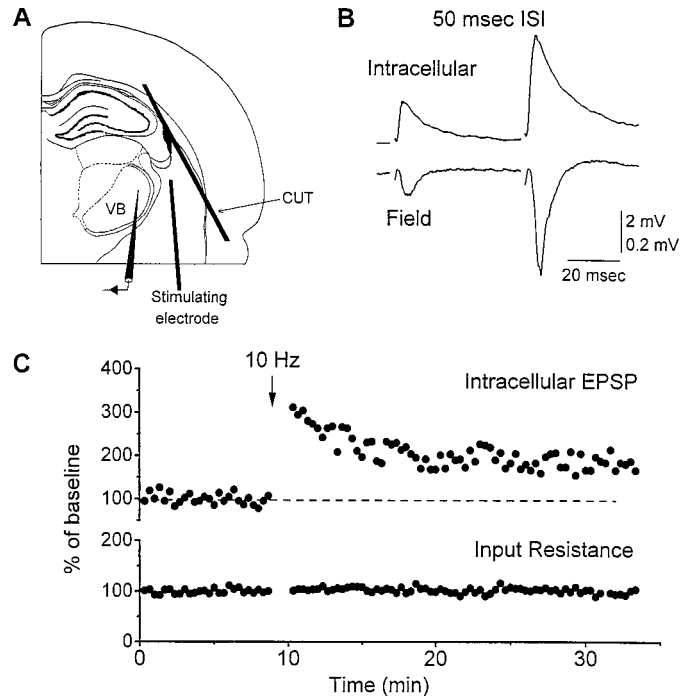 A
VB
CUT
Stimulating
electrode
B
50 msec ISI
Intracellular
Field
2 mV
0.2 mV
20 msec
C
10 Hz
Intracellular EPSP
Input Resistance
% of baseline
400
300
200
100
200
100
0
0
10
20
30
Time (min)